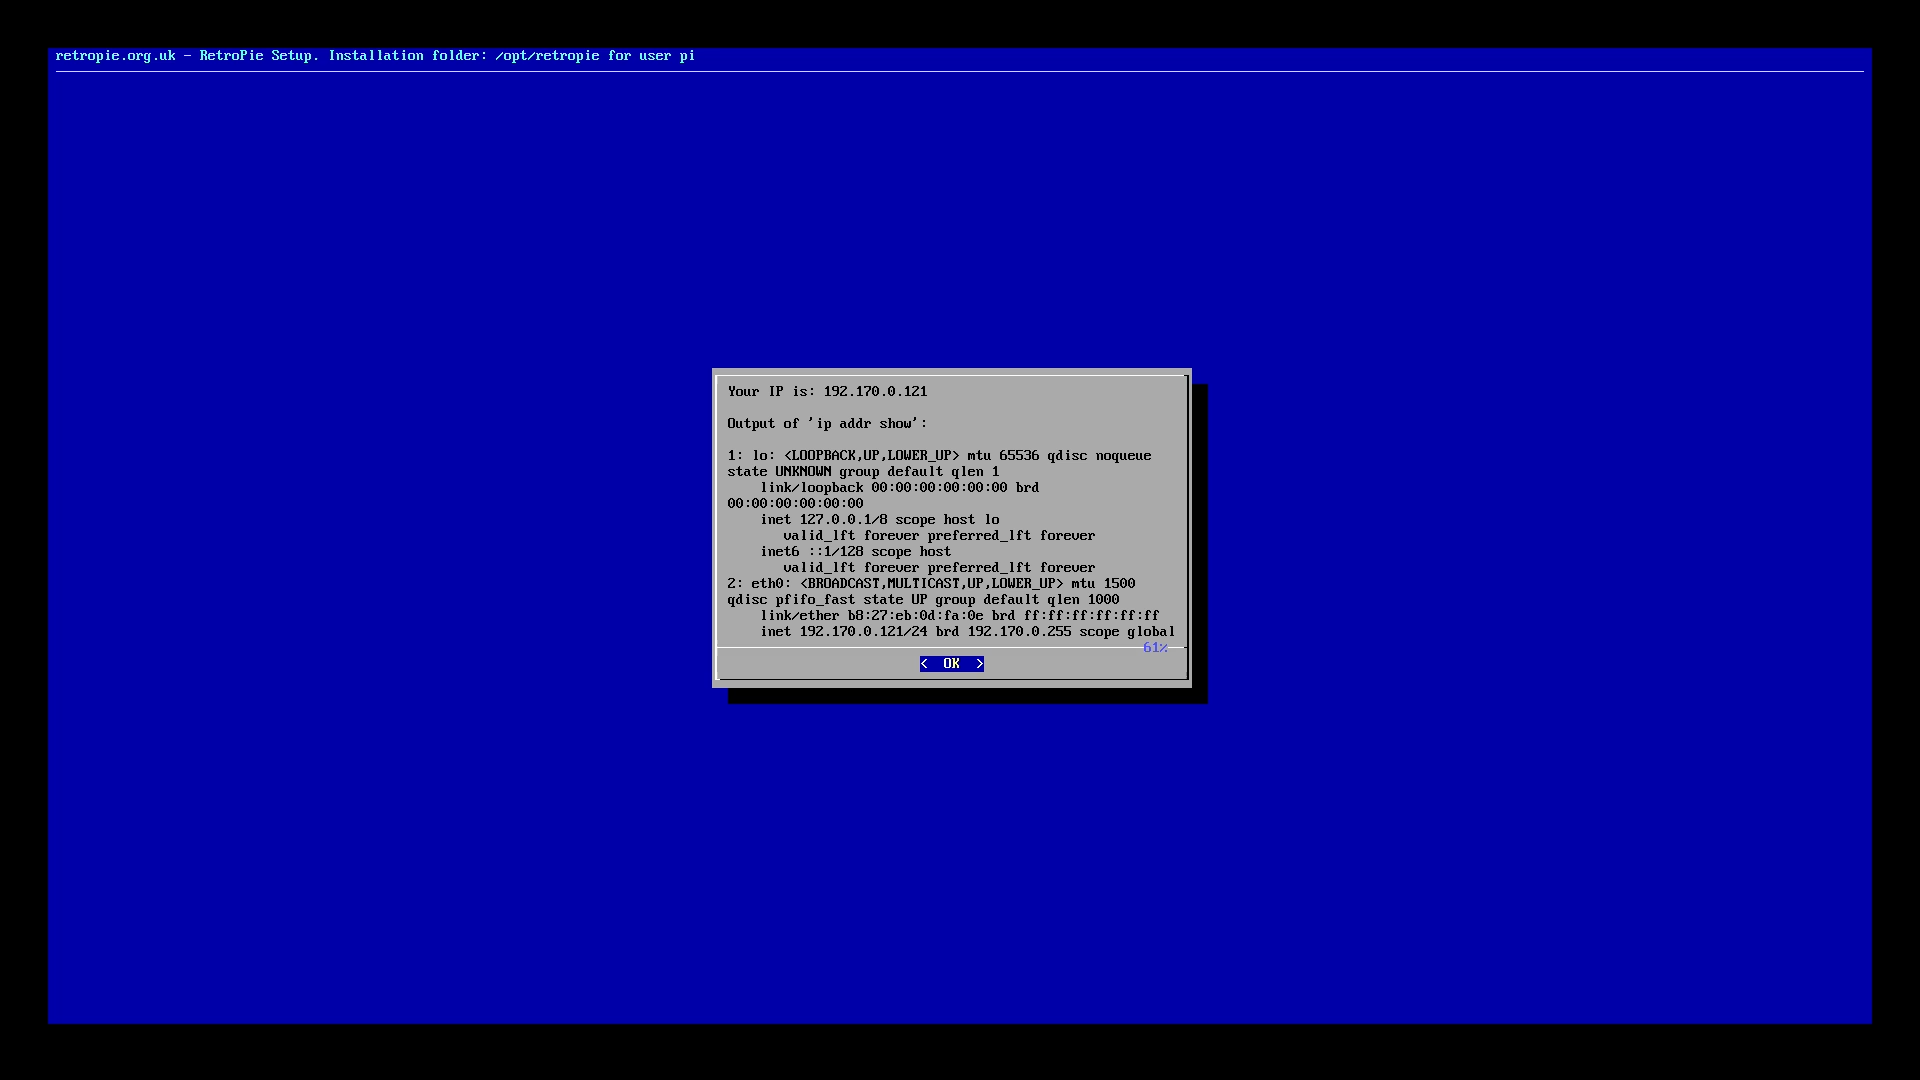 retropie.org.uk - RetroPie Setup. Installation folder: /opt/retropie for user pi
Your IP is: 192.170.0.121
Output of 'ip addr show':
1: lo: <LOOPBACK,UP,LOWER_UP> mtu 65536 qdisc noqueue
state UNKNOWN group default qlen 1
    link/loopback 00:00:00:00:00:00 brd
00:00:00:00:00:00
    inet 127.0.0.1/8 scope host lo
       valid_lft forever preferred_lft forever
    inet6 ::1/128 scope host
       valid_lft forever preferred_lft forever
2: eth0: <BROADCAST,MULTICAST,UP,LOWER_UP> mtu 1500
qdisc pfifo_fast state UP group default qlen 1000
    link/ether b8:27:eb:0d:fa:0e brd ff:ff:ff:ff:ff:ff
    inet 192.170.0.121/24 brd 192.170.0.255 scope global
61%
< OK >